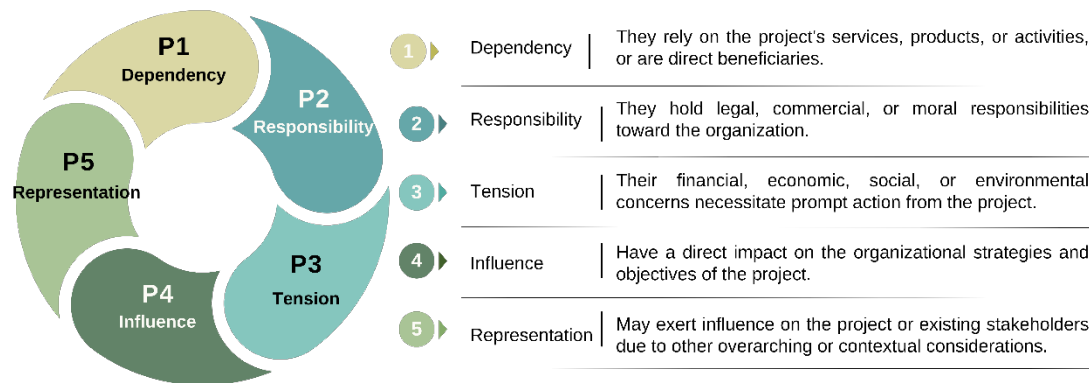 P1
Dependency
P2
Responsibility
P3
Tension
P4
Influence
P5
Representation
1
Dependency
They rely on the project's services, products, or activities,
or are direct beneficiaries.
2
Responsibility
They hold legal, commercial, or moral responsibilities
toward the organization.
3
Tension
Their financial, economic, social, or environmental
concerns necessitate prompt action from the project.
4
Influence
Have a direct impact on the organizational strategies and
objectives of the project.
5
Representation
May exert influence on the project or existing stakeholders
due to other overarching or contextual considerations.